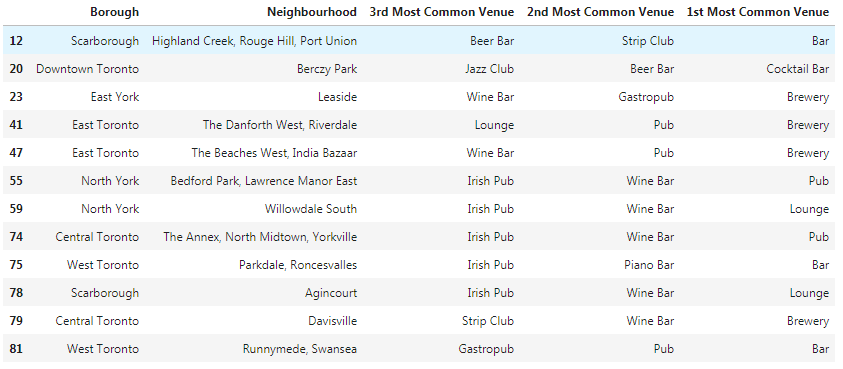 Borough Neighbourhood 3rd Most Common Venue 2nd Most Common Venue 1st Most Common Venue
12 Scarborough Highland Creek, Rouge Hill, Port Union Beer Bar Strip Club Bar
20 Downtown Toronto Berczy Park Jazz Club Beer Bar Cocktail Bar
23 East York Leaside Wine Bar Gastropub Brewery
41 East Toronto The Danforth West, Riverdale Lounge Pub Brewery
47 East Toronto The Beaches West, India Bazaar Wine Bar Pub Brewery
55 North York Bedford Park, Lawrence Manor East Irish Pub Wine Bar Pub
59 North York Willowdale South Irish Pub Wine Bar Lounge
74 Central Toronto The Annex, North Midtown, Yorkville Irish Pub Wine Bar Pub
75 West Toronto Parkdale, Roncesvalles Irish Pub Piano Bar Bar
78 Scarborough Agincourt Irish Pub Wine Bar Lounge
79 Central Toronto Davisville Strip Club Wine Bar Brewery
81 West Toronto Runnymede, Swansea Gastropub Pub Bar